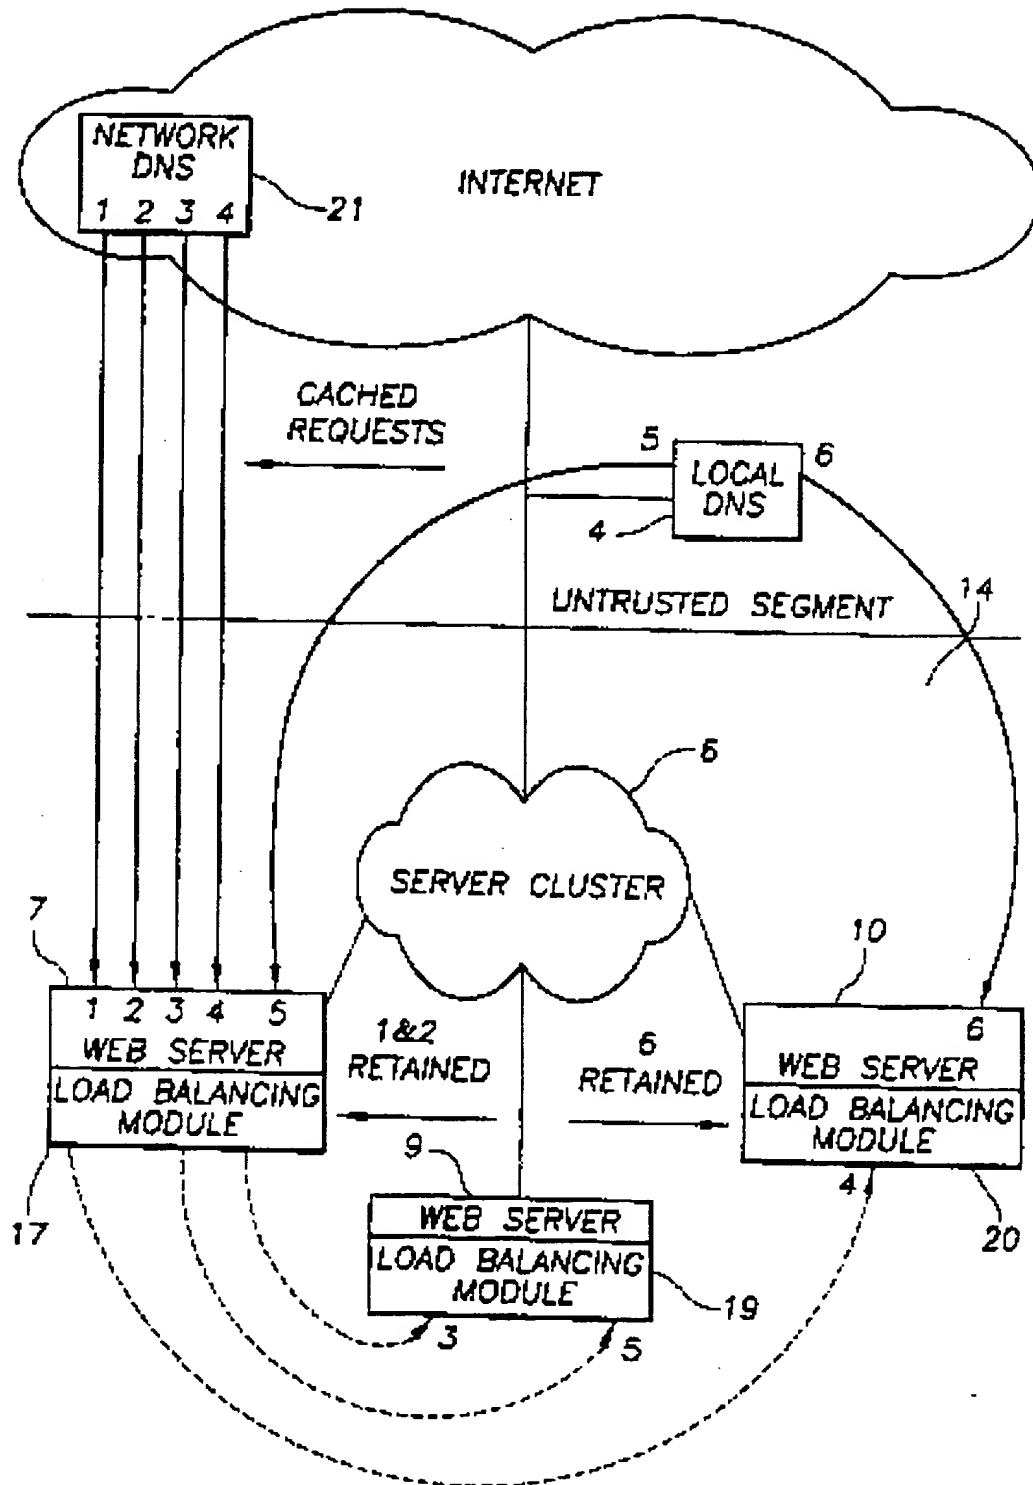 NETWORK
DNS
1 2 3 4
21
INTERNET
CACHED
REQUESTS
5
6
LOCAL
DNS
4
UNTRUSTED SEGMENT
14
6
SERVER CLUSTER
7
10
1 2 3 4 5
WEB SERVER
LOAD BALANCING
MODULE
1&2
RETAINED
6
RETAINED
6
WEB SERVER
LOAD BALANCING
MODULE
9
17
4
20
WEB SERVER
LOAD BALANCING
MODULE
19
3
5